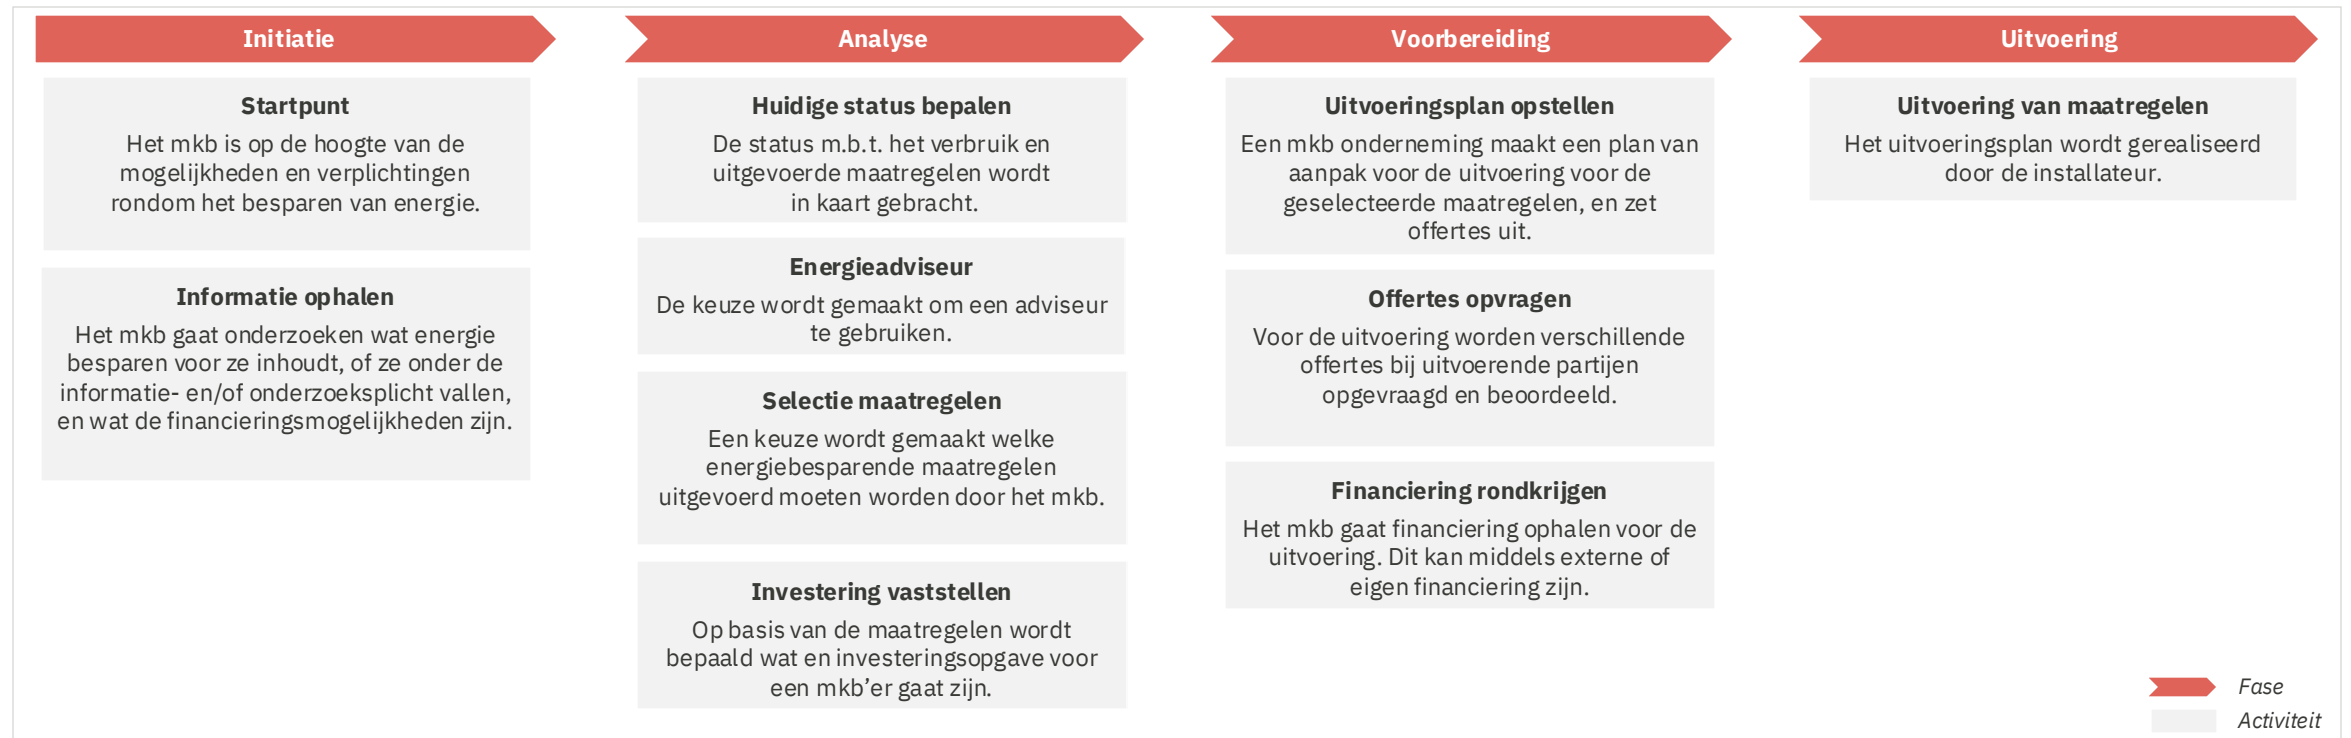 Initiatie
Startpunt
Het mkb is op de hoogte van de
mogelijkheden en verplichtingen
rondom het besparen van energie.
Informatie ophalen
Het mkb gaat onderzoeken wat energie
besparen voor ze inhoudt, of ze onder de
informatie- en/of onderzoeksplicht vallen,
en wat de financieringsmogelijkheden zijn.
Analyse
Huidige status bepalen
De status m.b.t. het verbruik en
uitgevoerde maatregelen wordt
in kaart gebracht.
Energieadviseur
De keuze wordt gemaakt om een adviseur
te gebruiken.
Selectie maatregelen
Een keuze wordt gemaakt welke
energiebesparende maatregelen
uitgevoerd moeten worden door het mkb.
Investering vaststellen
Op basis van de maatregelen wordt
bepaald wat en investeringsopgave voor
een mkb’er gaat zijn.
Voorbereiding
Uitvoeringsplan opstellen
Een mkb onderneming maakt een plan van
aanpak voor de uitvoering voor de
geselecteerde maatregelen, en zet
offertes uit.
Offertes opvragen
Voor de uitvoering worden verschillende
offertes bij uitvoerende partijen
opgevraagd en beoordeeld.
Financiering rondkrijgen
Het mkb gaat financiering ophalen voor de
uitvoering. Dit kan middels externe of
eigen financiering zijn.
Uitvoering
Uitvoering van maatregelen
Het uitvoeringsplan wordt gerealiseerd
door de installateur.
Fase
Activiteit